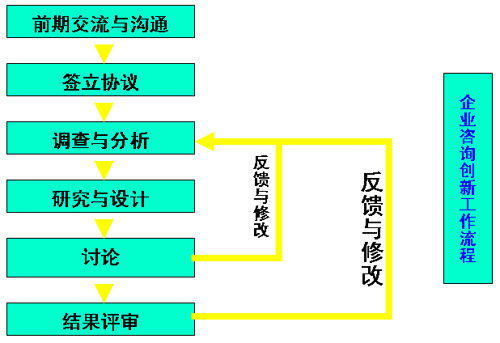 前期交流与沟通
签立协议
调查与分析
研究与设计
讨论
结果评审
反馈与修改
反馈与修改
企业咨询创新工作流程